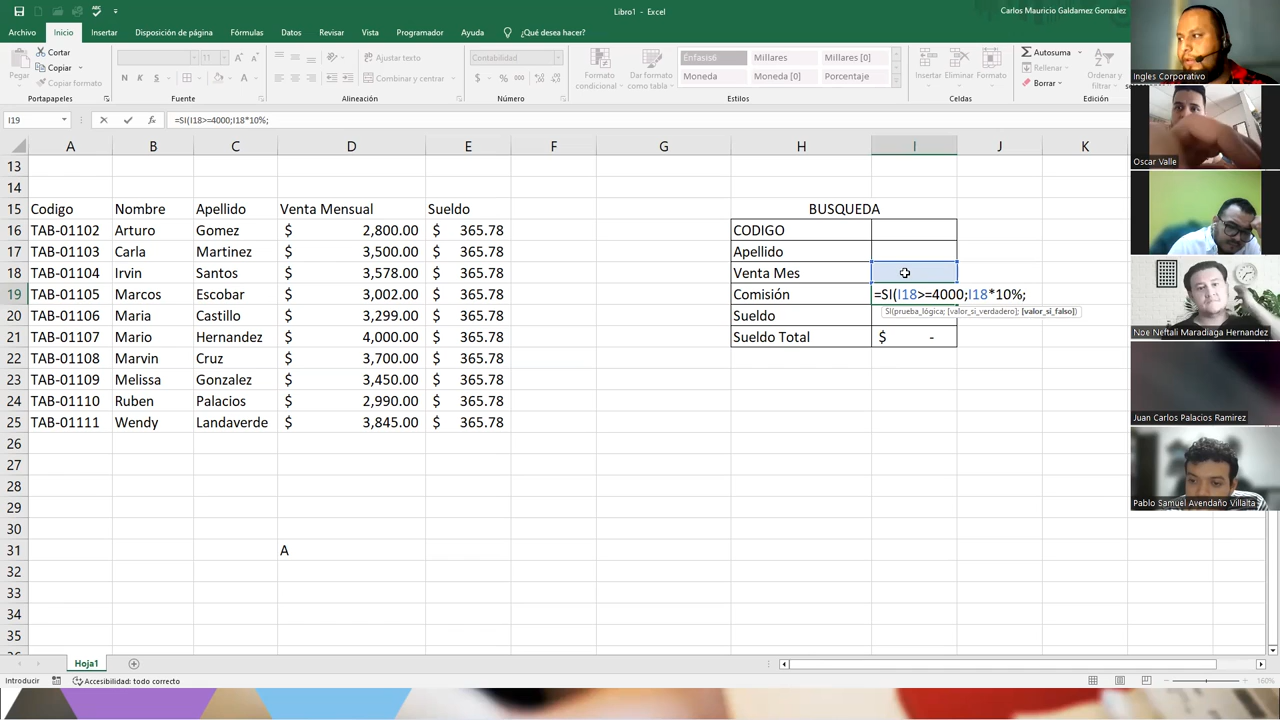 Libro1 - Excel
Carlos Mauricio Galdamez Gonzalez
Archivo Inicio Insertar Disposición de página Fórmulas Datos Revisar Vista Programador Ayuda ¿Qué desea hacer?
Pegar
Cortar
Copiar
Copiar formato
Portapapeles
11
N K S
Fuente
Ajustar texto
Combinar y centrar
Alineación
Contabilidad
$ % 000
Número
Formato condicional
Dar formato como tabla
Énfasis6 Millares Millares [0]
Moneda Moneda [0] Porcentaje
Estilos
Insertar Eliminar Formato
Celdas
Autosuma
Rellenar
Borrar
Ordenar y
filtrar
Edición
I19 fx =SI(I18>=4000;I18*10%;
A B C D E F G H I J K
13
14
15 Codigo Nombre Apellido Venta Mensual Sueldo BUSQUEDA
16 TAB-01102 Arturo Gomez $ 2,800.00 $ 365.78 CODIGO
17 TAB-01103 Carla Martinez $ 3,500.00 $ 365.78 Apellido
18 TAB-01104 Irvin Santos $ 3,578.00 $ 365.78 Venta Mes
19 TAB-01105 Marcos Escobar $ 3,002.00 $ 365.78 Comisión =SI(I18>=4000;I18*10%;
SI(prueba_lógica; [valor_si_verdadero]; [valor_si_falso])
20 TAB-01106 Maria Castillo $ 3,299.00 $ 365.78 Sueldo
21 TAB-01107 Mario Hernandez $ 4,000.00 $ 365.78 Sueldo Total $ -
22 TAB-01108 Marvin Cruz $ 3,700.00 $ 365.78
23 TAB-01109 Melissa Gonzalez $ 3,450.00 $ 365.78
24 TAB-01110 Ruben Palacios $ 2,990.00 $ 365.78
25 TAB-01111 Wendy Landaverde $ 3,845.00 $ 365.78
26
27
28
29
30
31 A
32
33
34
35
Hoja1
Introducir Accesibilidad: todo correcto 160%
Ingles Corporativo
Oscar Valle
Noe Neftali Maradiaga Hernandez
Juan Carlos Palacios Ramirez
Pablo Samuel Avendaño Villalta